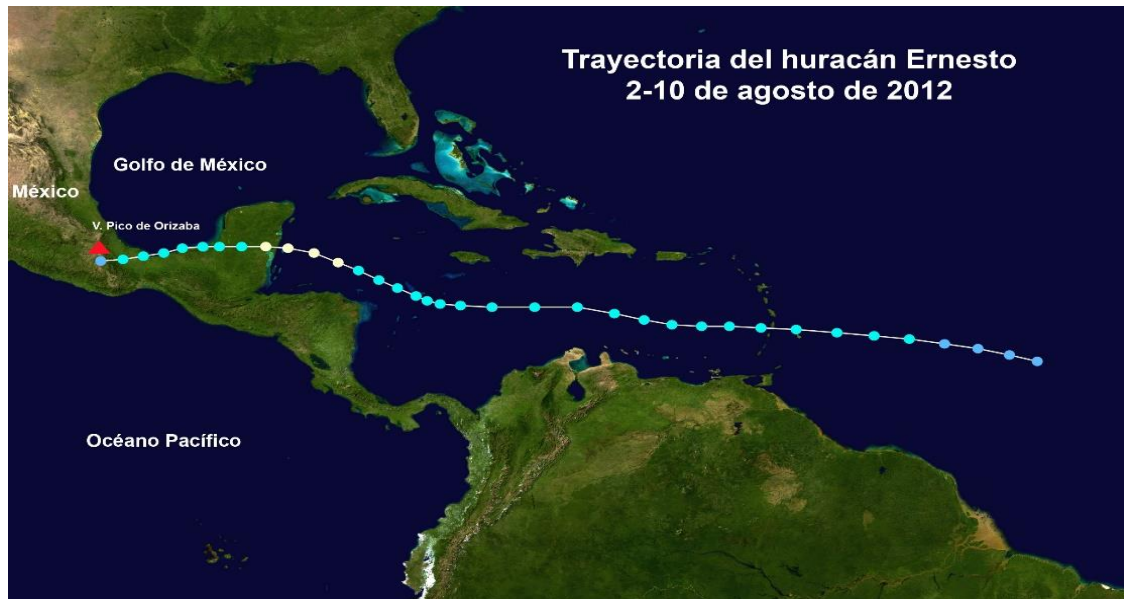 Trayectoria del huracán Ernesto
2-10 de agosto de 2012
Golfo de México
México
V. Pico de Orizaba
Océano Pacífico